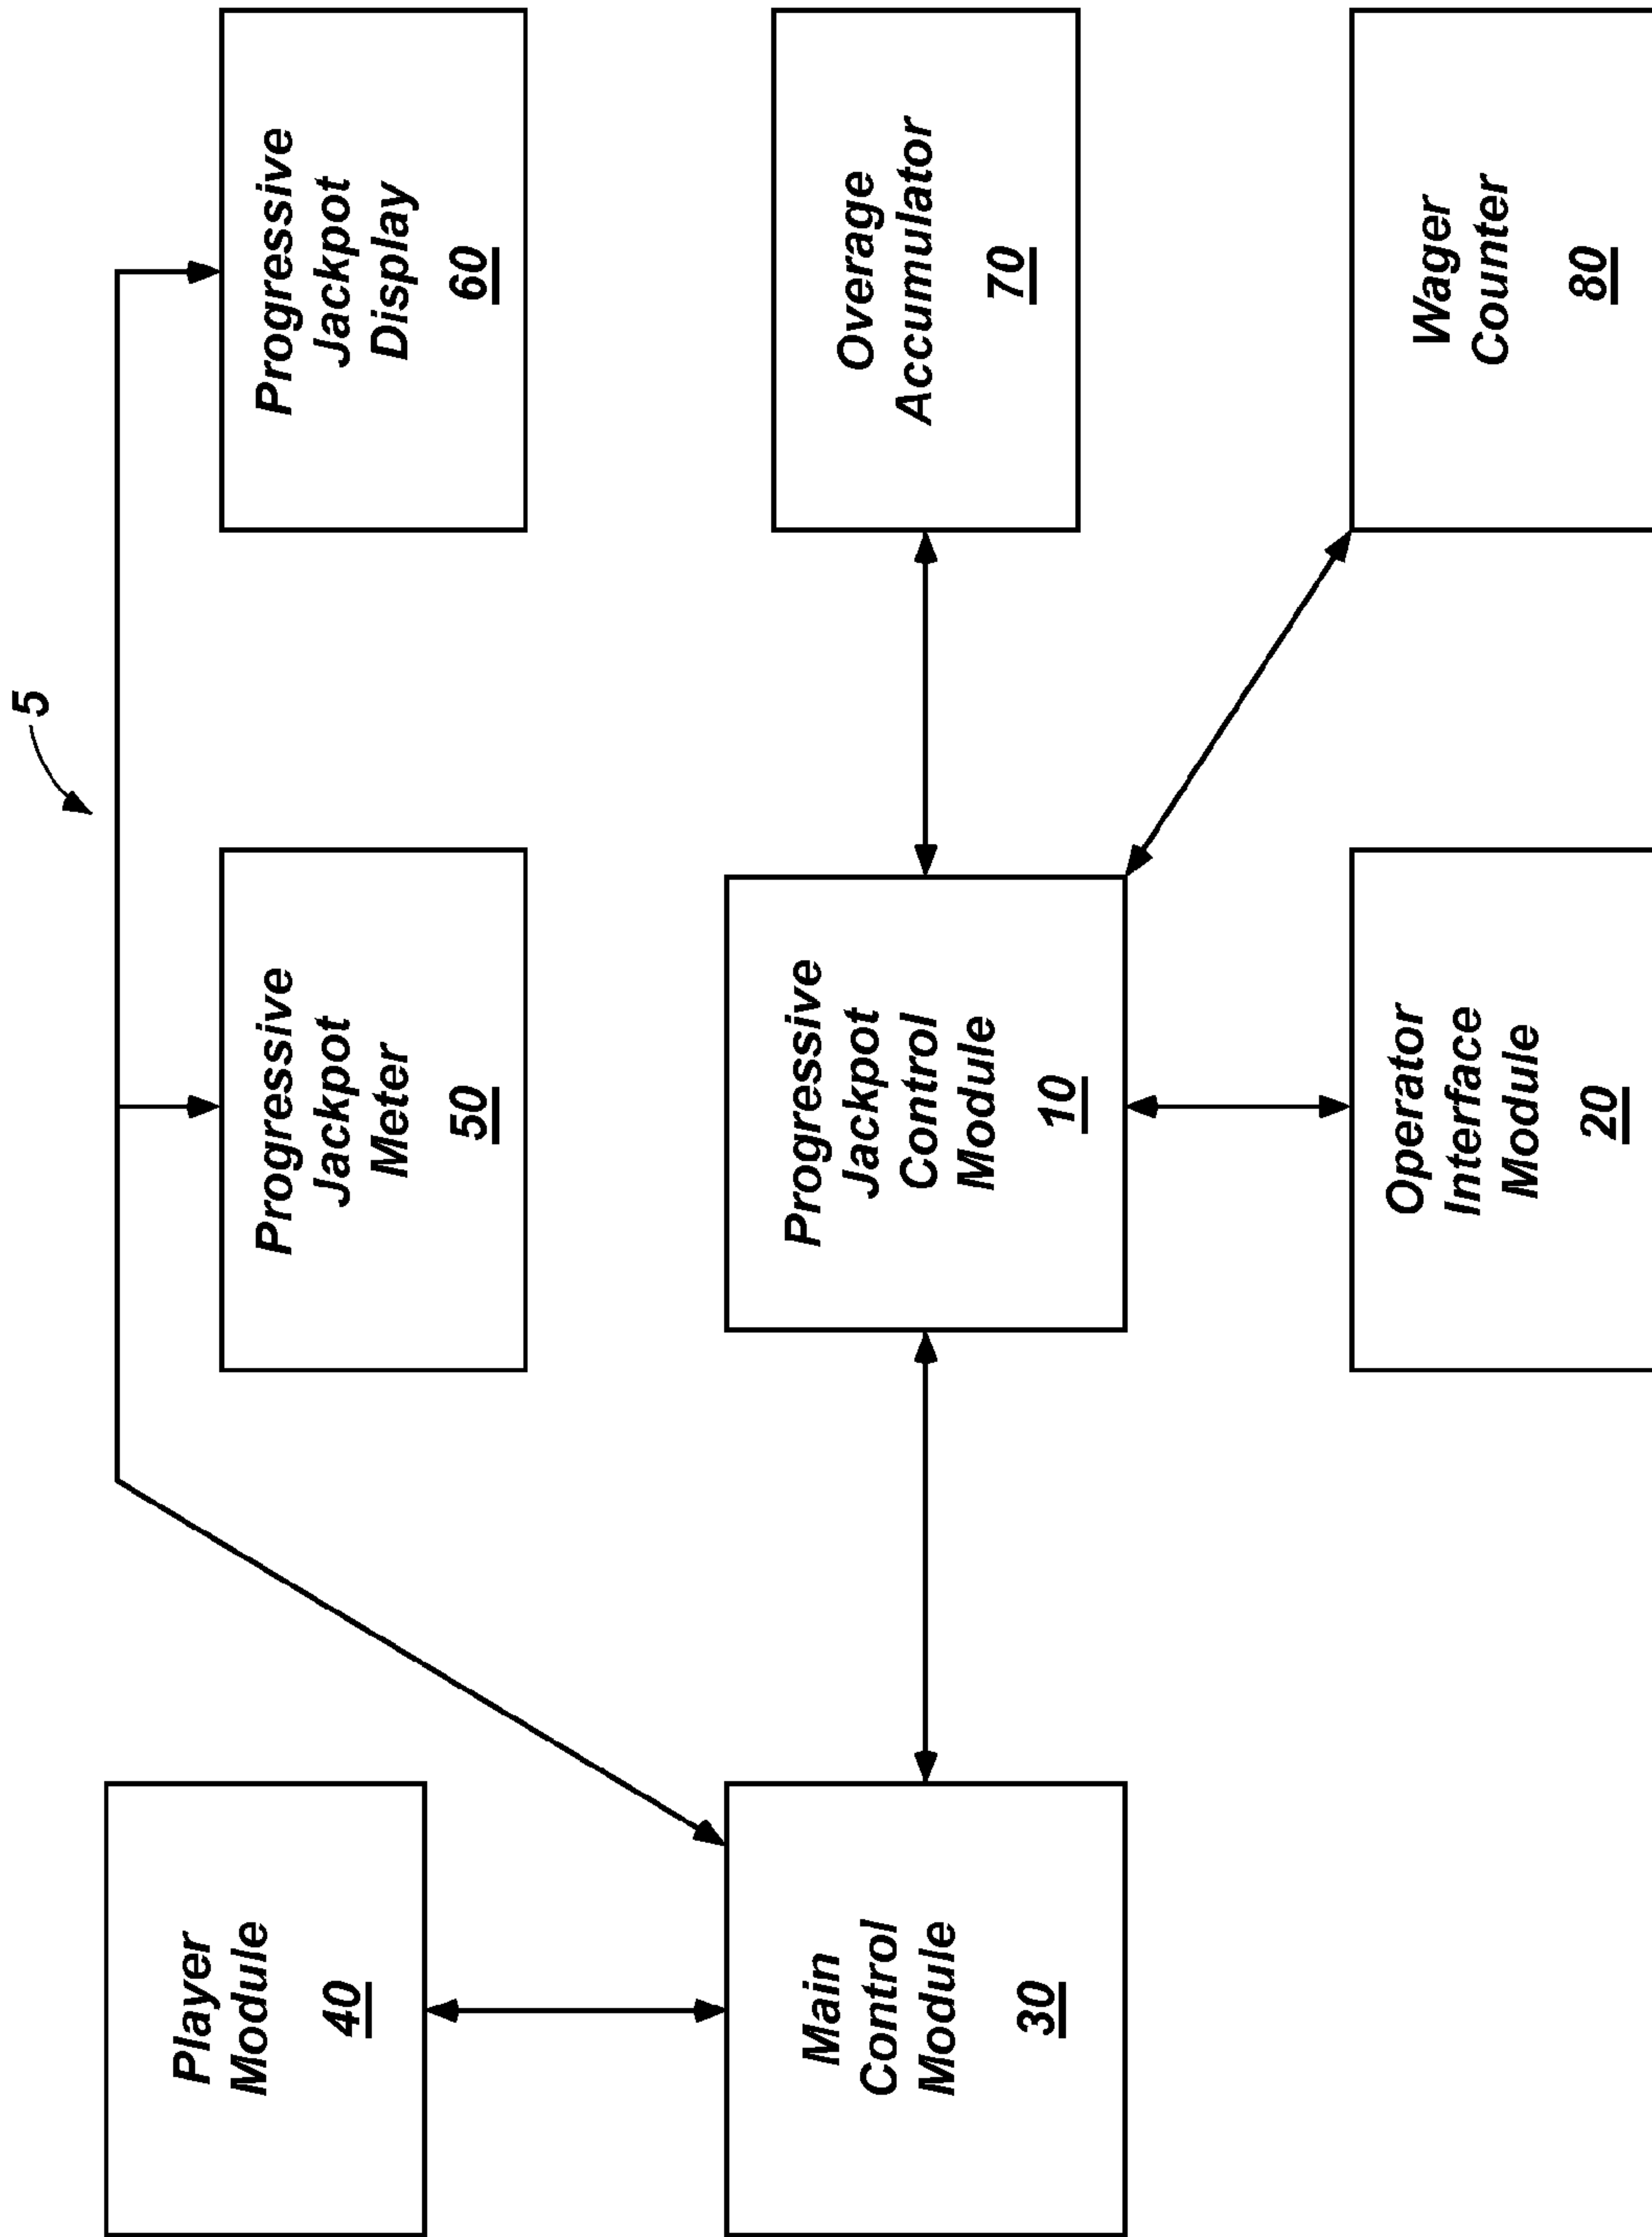 5
Player
Module
40
Progressive
Jackpot
Meter
50
Progressive
Jackpot
Display
60
Main
Control
Module
30
Progressive
Jackpot
Control
Module
10
Overage
Accumulator
70
Operator
Interface
Module
20
Wager
Counter
80